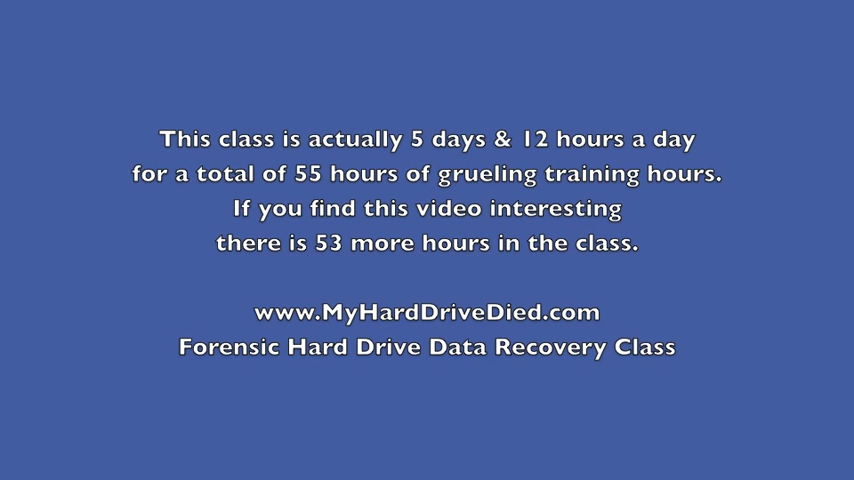 This class is actually 5 days & 12 hours a day
for a total of 55 hours of grueling training hours.
If you find this video interesting
there is 53 more hours in the class.
www.MyHardDriveDied.com
Forensic Hard Drive Data Recovery Class